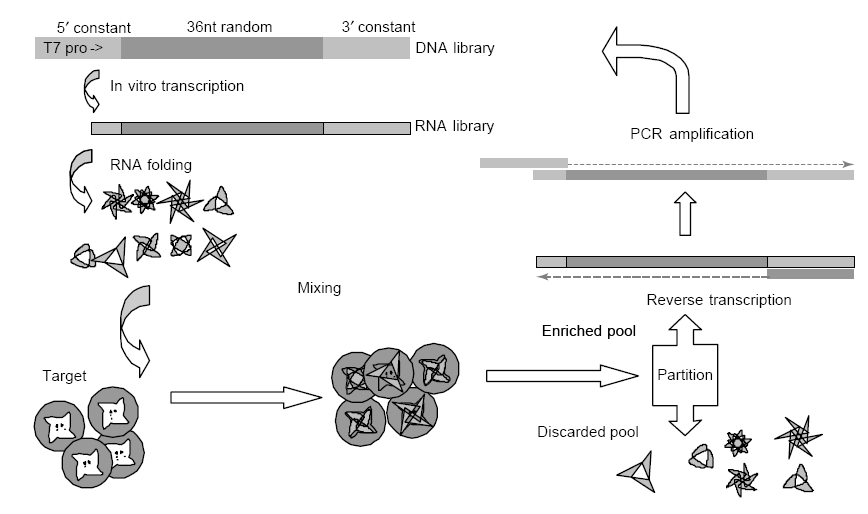 5′ constant
36nt random
3′ constant
T7 pro->
DNA library
In vitro transcription
RNA library
RNA folding
Mixing
Target
PCR amplification
Reverse transcription
Enriched pool
Partition
Discarded pool